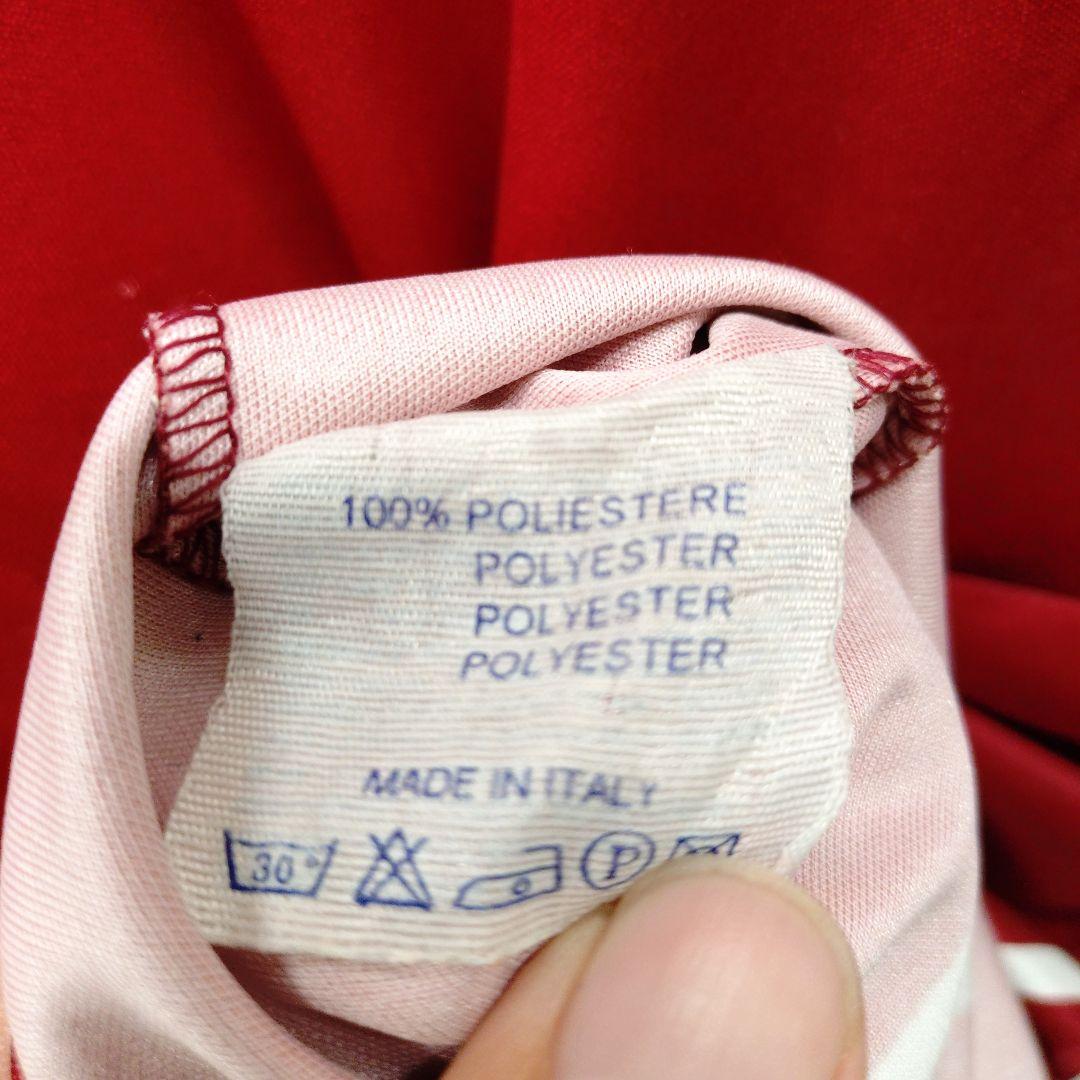 100% POLIESTERE
POLYESTER
POLYESTER
POLYESTER
MADE IN ITALY
30° P